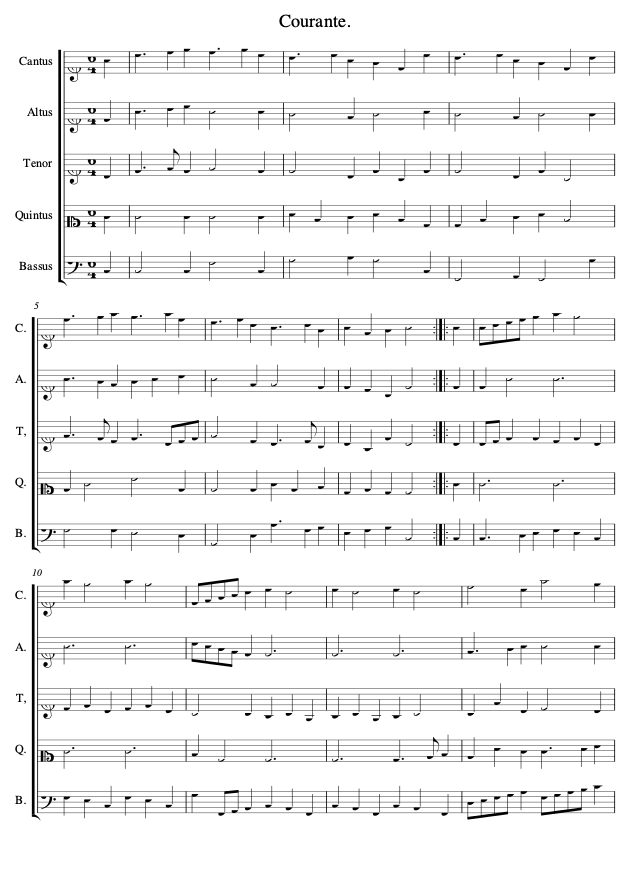 Courante.
Cantus
Altus
Tenor
Quintus
Bassus
5
C.
A.
T,
Q.
B.
10
C.
A.
T,
Q.
B.